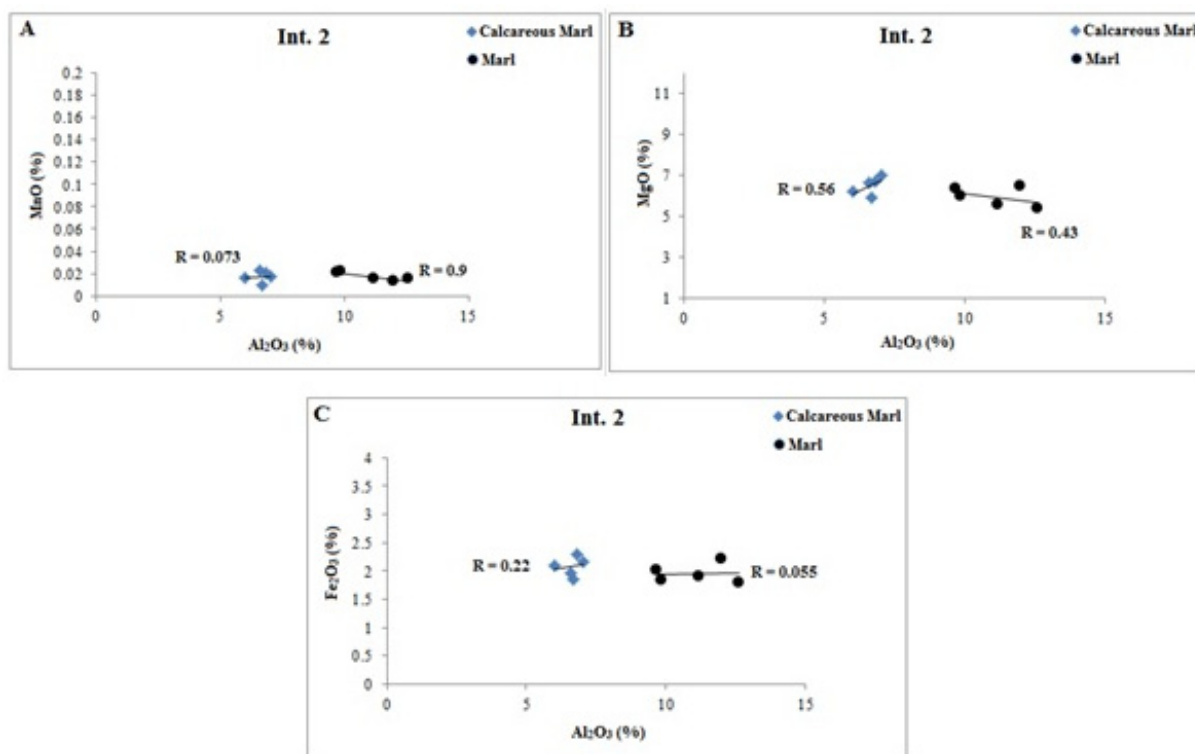 A
Int. 2
Calcareous Marl
Marl
MnO (%)
0.2
0.18
0.16
0.14
0.12
0.1
0.08
0.06
0.04
0.02
0
R = 0.073
R = 0.9
0
5
10
15
Al₂O₃ (%)
B
Int. 2
Calcareous Marl
Marl
MgO (%)
11
9
7
5
3
1
R = 0.56
R = 0.43
0
5
10
15
Al₂O₃ (%)
C
Int. 2
Calcareous Marl
Marl
Fe₂O₃ (%)
4
3.5
3
2.5
2
1.5
1
0.5
0
R = 0.22
R = 0.055
0
5
10
15
Al₂O₃ (%)